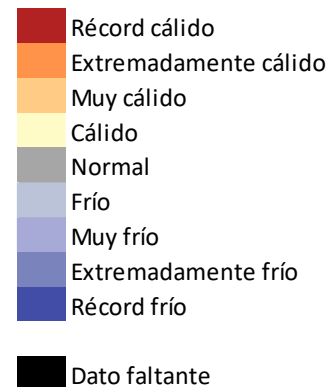 Récord cálido
Extremadamente cálido
Muy cálido
Cálido
Normal
Frío
Muy frío
Extremadamente frío
Récord frío
Dato faltante